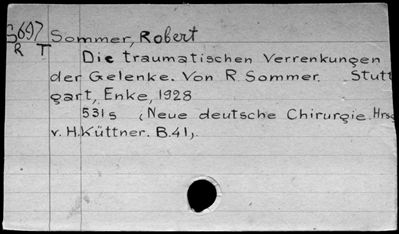 S697 Sommer, Robert
R T
Die traumatischen Verrenkungen
der Gelenke. Von R. Sommer. Stutt
gart, Enke, 1928
531 s (Neue deutsche Chirurgie. Hrsg
v. H. Küttner. B.41,.